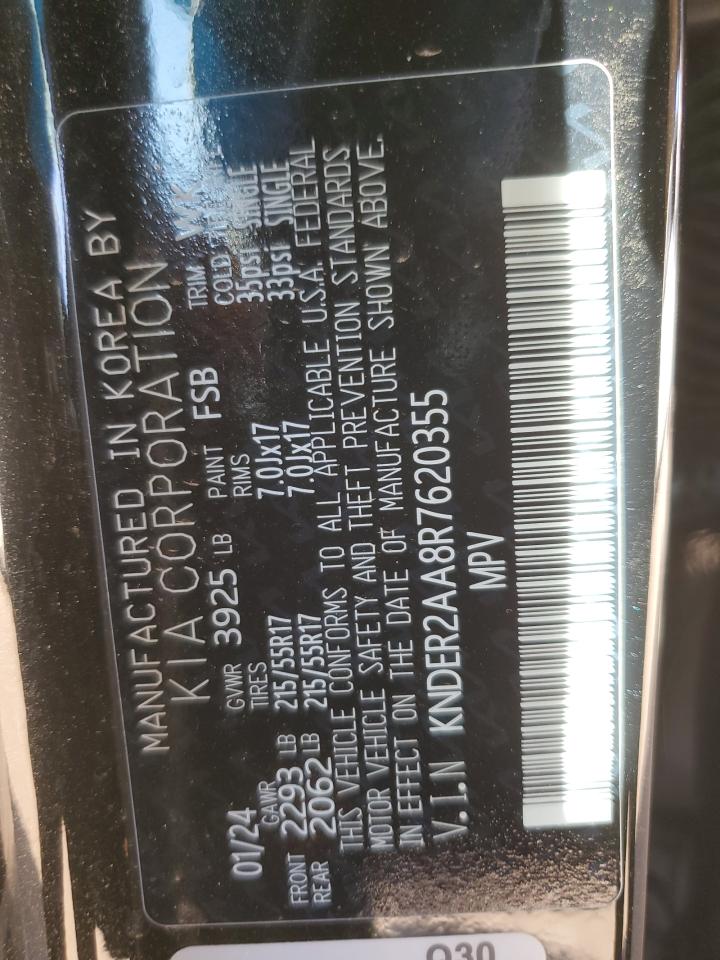 MANUFACTURED IN KOREA BY
KIA CORPORATION
01/24 GVWR 3925 LB PAINT FSB TRIM WK
GAWR TIRES RIMS COLD
FRONT 2293 LB 215/55R17 7.0Jx17 35psi SINGLE
REAR 2062 LB 215/55R17 7.0Jx17 33psi SINGLE
THIS VEHICLE CONFORMS TO ALL APPLICABLE U.S.A. FEDERAL
MOTOR VEHICLE SAFETY AND THEFT PREVENTION STANDARDS
IN EFFECT ON THE DATE OF MANUFACTURE SHOWN ABOVE.
V.I.N KNDER2AA8R7620355
MPV
Q30